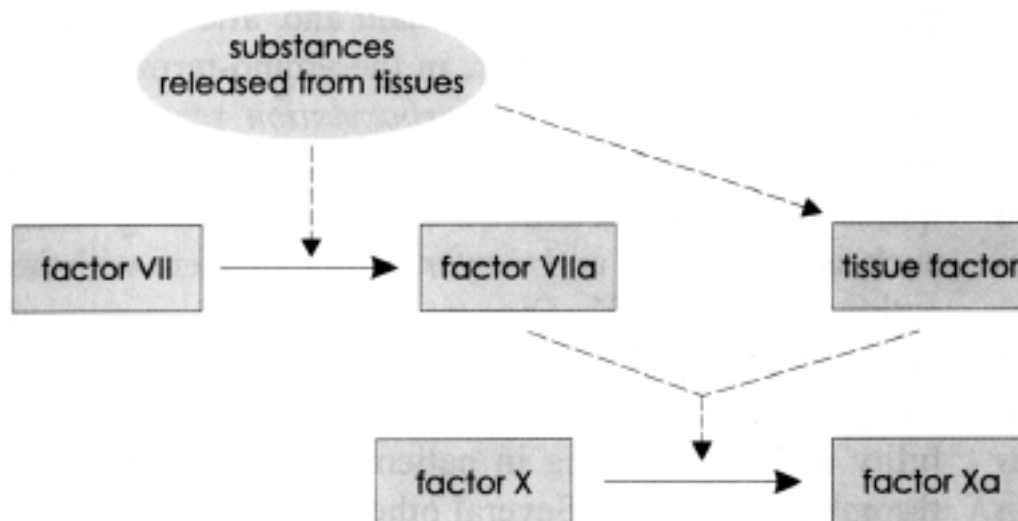 substances
released from tissues
factor VII
factor VIIa
tissue factor
factor X
factor Xa